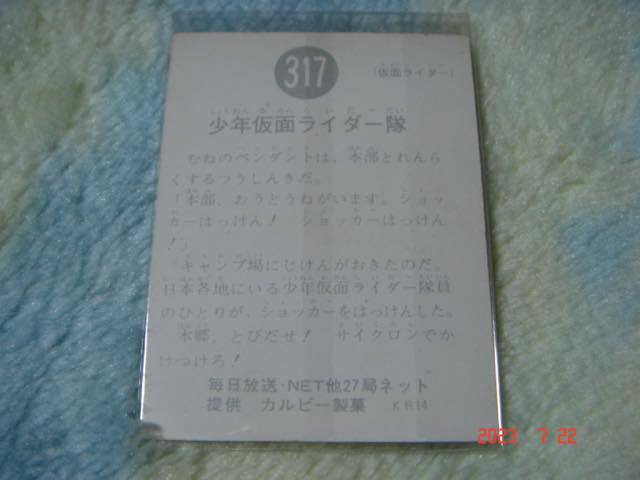 317
(仮面ライダー)
少年仮面ライダー隊
むねのペンダントは、本部とれんら
くするつうしんきだ。
「本部、おうとうねがいます。ショッ
カーはっけん! ショッカーはっけん
!」
キャンプ場にじけんがおきたのだ。
日本各地にいる少年仮面ライダー隊員
のひとりが、ショッカーをはっけんした。
本郷、とびだせ! サイクロンでか
けつけろ!
毎日放送・NET他27局ネット
提供 カルビー製菓 KR14
2023 7 22